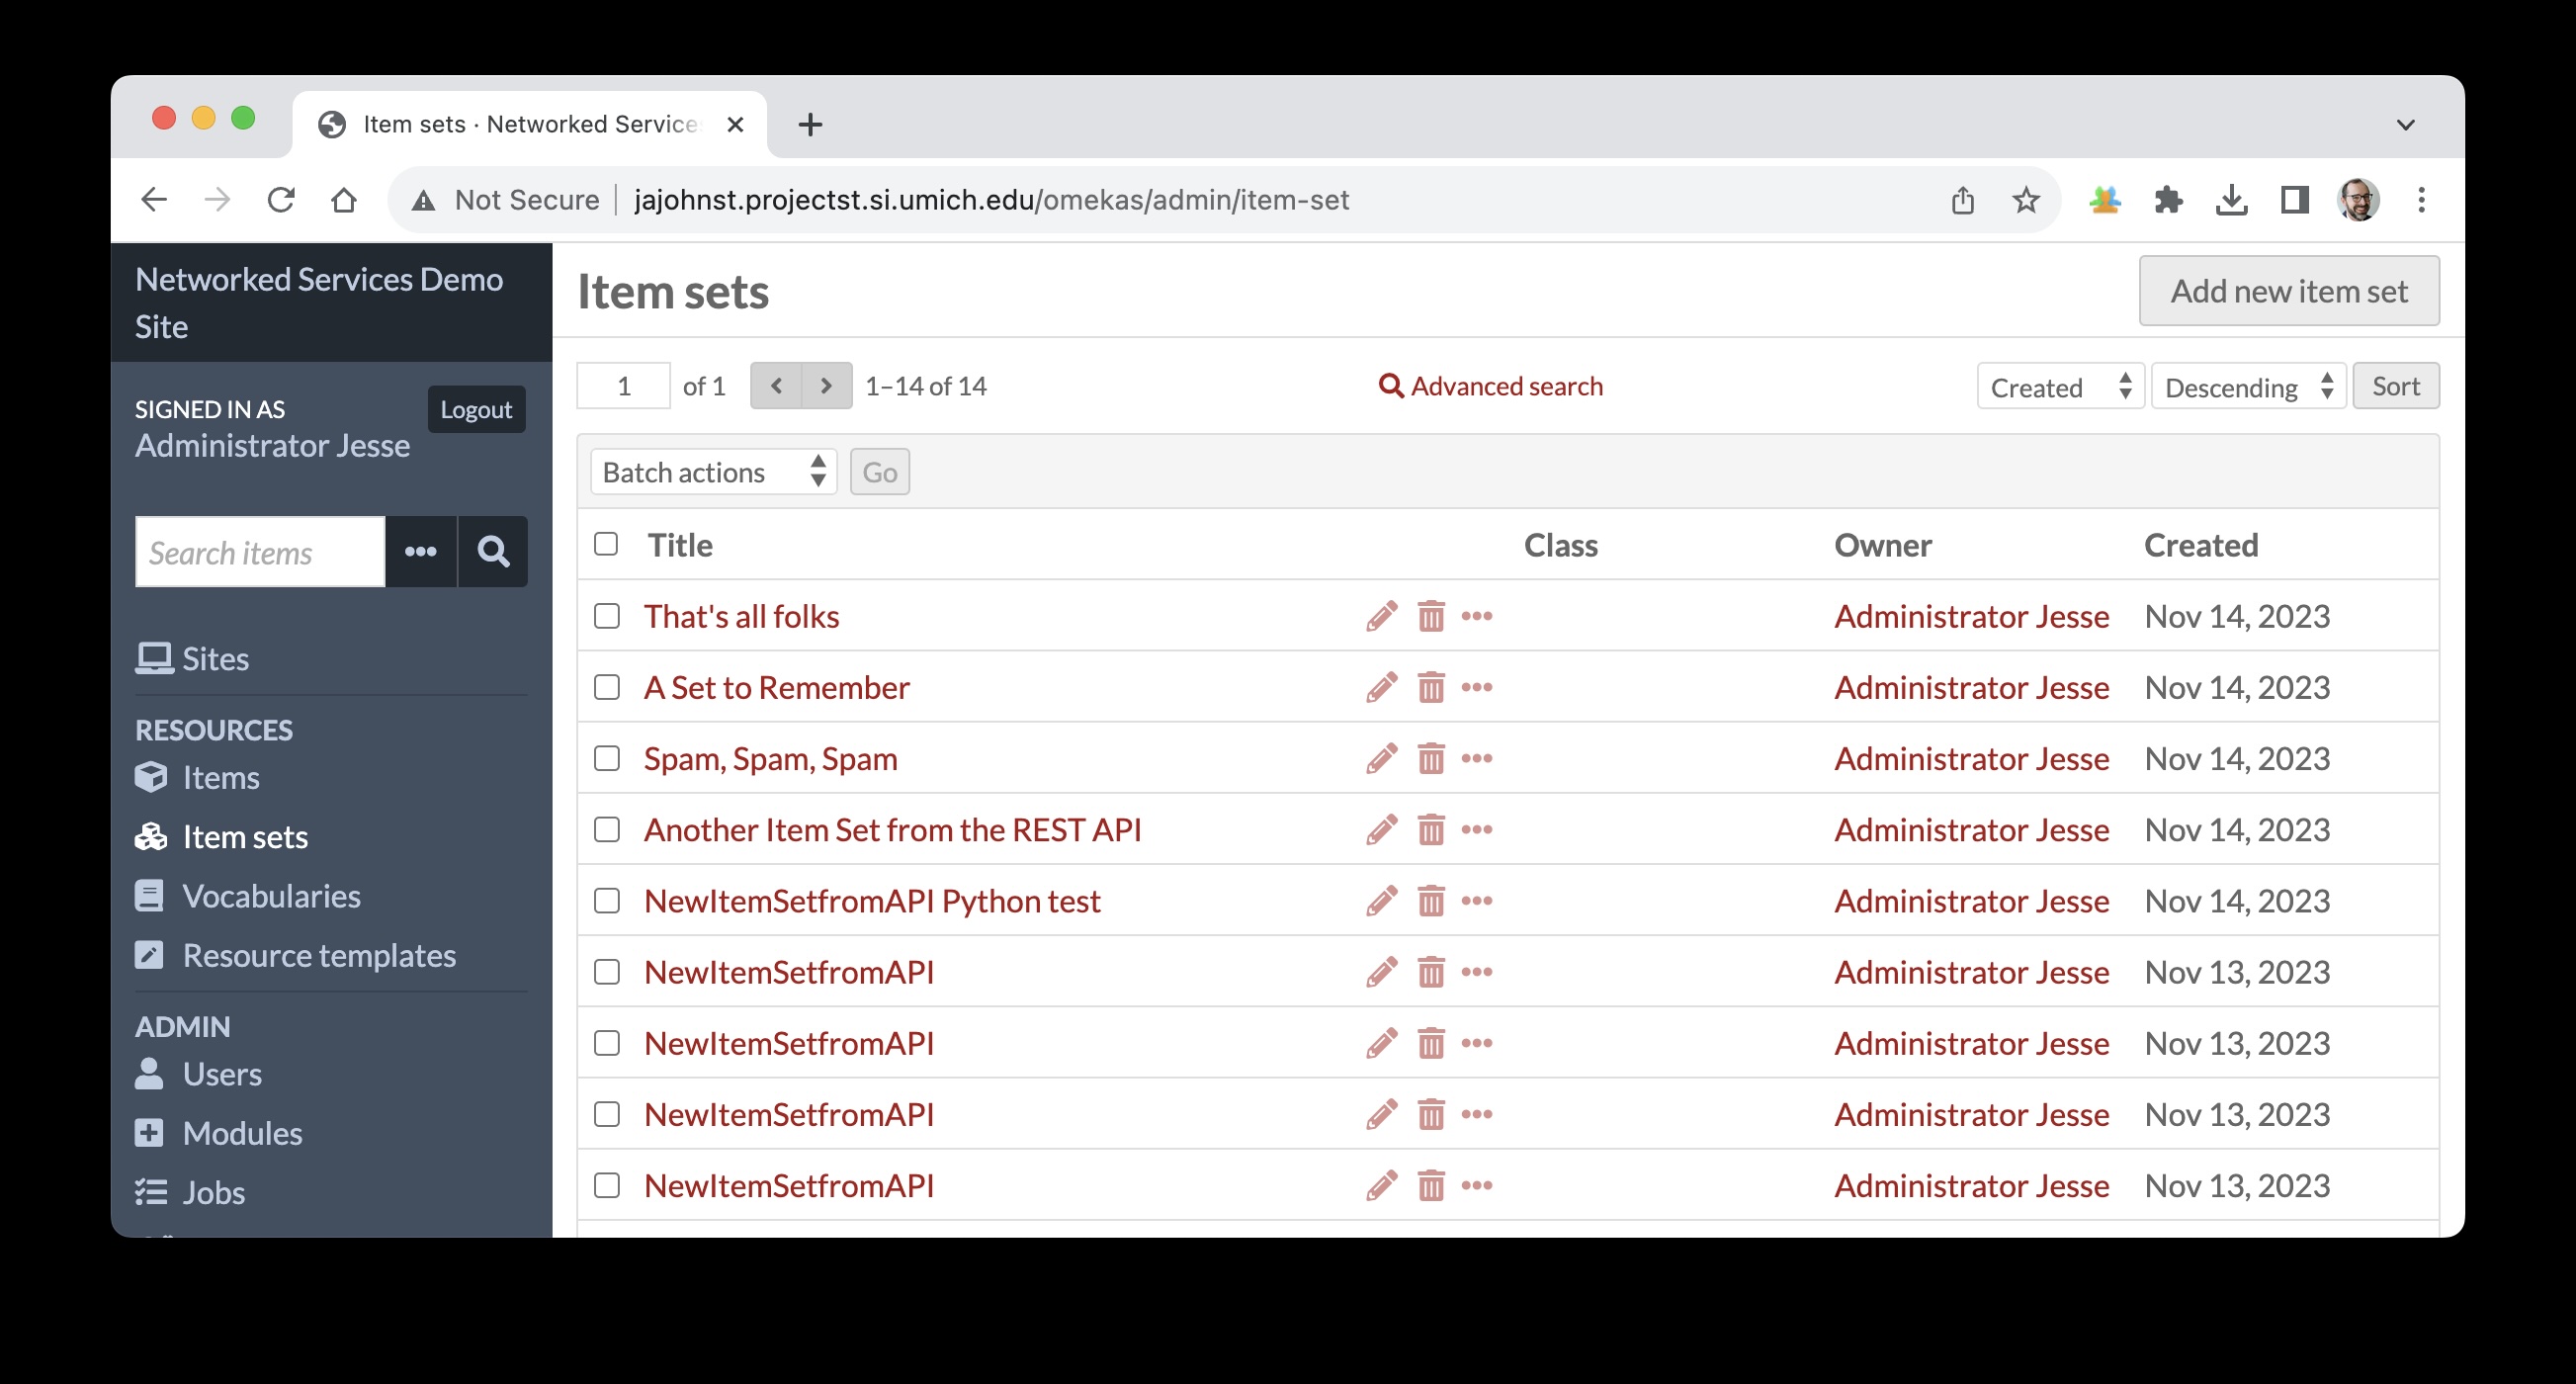 Item sets · Networked Service
Not Secure jajohnst.projectst.si.umich.edu/omekas/admin/item-set
Networked Services Demo
Site
SIGNED IN AS
Administrator Jesse
Logout
Search items
Sites
RESOURCES
Items
Item sets
Vocabularies
Resource templates
ADMIN
Users
Modules
Jobs
Item sets
Add new item set
1 of 1 1–14 of 14 Advanced search Created Descending Sort
Batch actions Go
Title Class Owner Created
That's all folks Administrator Jesse Nov 14, 2023
A Set to Remember Administrator Jesse Nov 14, 2023
Spam, Spam, Spam Administrator Jesse Nov 14, 2023
Another Item Set from the REST API Administrator Jesse Nov 14, 2023
NewItemSetfromAPI Python test Administrator Jesse Nov 14, 2023
NewItemSetfromAPI Administrator Jesse Nov 13, 2023
NewItemSetfromAPI Administrator Jesse Nov 13, 2023
NewItemSetfromAPI Administrator Jesse Nov 13, 2023
NewItemSetfromAPI Administrator Jesse Nov 13, 2023